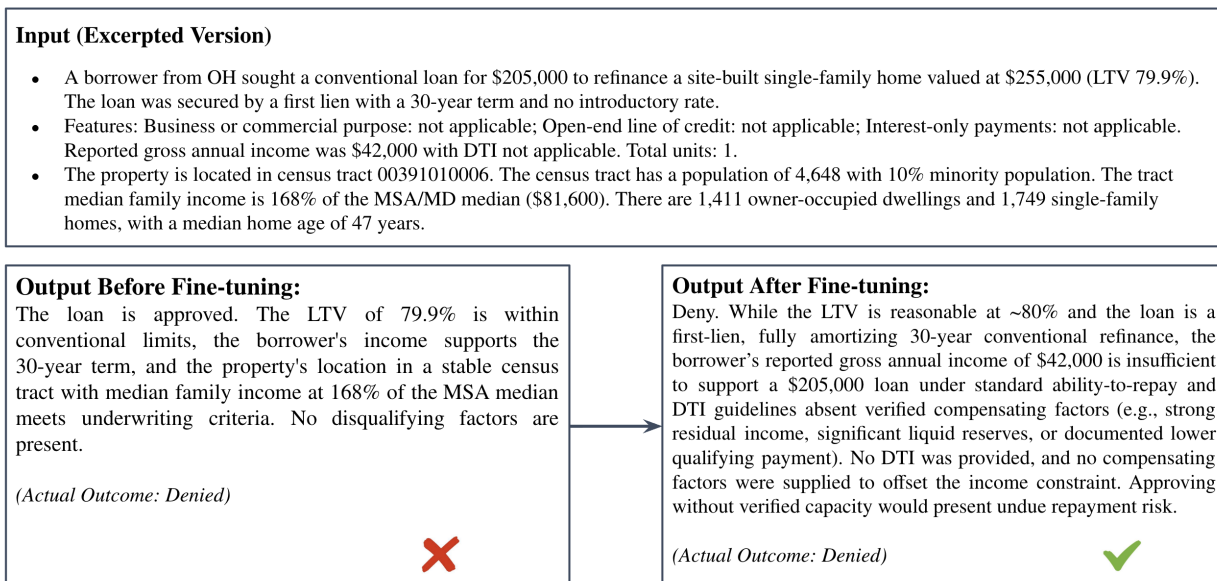 Input (Excerpted Version)
• A borrower from OH sought a conventional loan for $205,000 to refinance a site-built single-family home valued at $255,000 (LTV 79.9%).
The loan was secured by a first lien with a 30-year term and no introductory rate.
• Features: Business or commercial purpose: not applicable; Open-end line of credit: not applicable; Interest-only payments: not applicable.
Reported gross annual income was $42,000 with DTI not applicable. Total units: 1.
• The property is located in census tract 00391010006. The census tract has a population of 4,648 with 10% minority population. The tract
median family income is 168% of the MSA/MD median ($81,600). There are 1,411 owner-occupied dwellings and 1,749 single-family
homes, with a median home age of 47 years.
Output Before Fine-tuning:
The loan is approved. The LTV of 79.9% is within
conventional limits, the borrower's income supports the
30-year term, and the property's location in a stable census
tract with median family income at 168% of the MSA median
meets underwriting criteria. No disqualifying factors are
present.
(Actual Outcome: Denied)
Output After Fine-tuning:
Deny. While the LTV is reasonable at ~80% and the loan is a
first-lien, fully amortizing 30-year conventional refinance, the
borrower’s reported gross annual income of $42,000 is insufficient
to support a $205,000 loan under standard ability-to-repay and
DTI guidelines absent verified compensating factors (e.g., strong
residual income, significant liquid reserves, or documented lower
qualifying payment). No DTI was provided, and no compensating
factors were supplied to offset the income constraint. Approving
without verified capacity would present undue repayment risk.
(Actual Outcome: Denied)